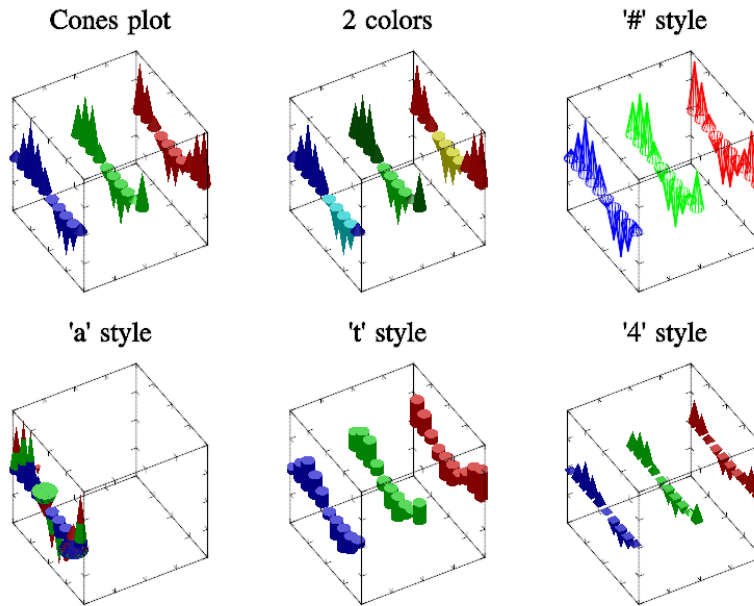 Cones plot
2 colors
'#' style
'a' style
't' style
'4' style